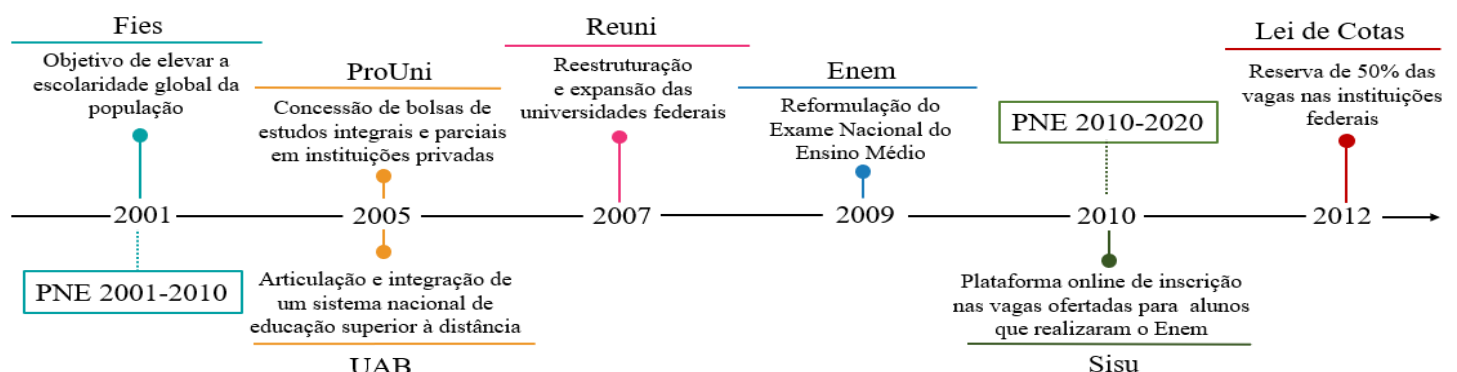 Fies
Objetivo de elevar a
escolaridade global da
população
ProUni
Concessão de bolsas de
estudos integrais e parciais
em instituições privadas
Reuni
Reestruturação
e expansão das
universidades federais
Enem
Reformulação do
Exame Nacional do
Ensino Médio
PNE 2010-2020
Lei de Cotas
Reserva de 50% das
vagas nas instituições
federais
2001
2005
2007
2009
2010
2012
PNE 2001-2010
Articulação e integração de
um sistema nacional de
educação superior à distância
UAB
Plataforma online de inscrição
nas vagas ofertadas para alunos
que realizaram o Enem
Sisu